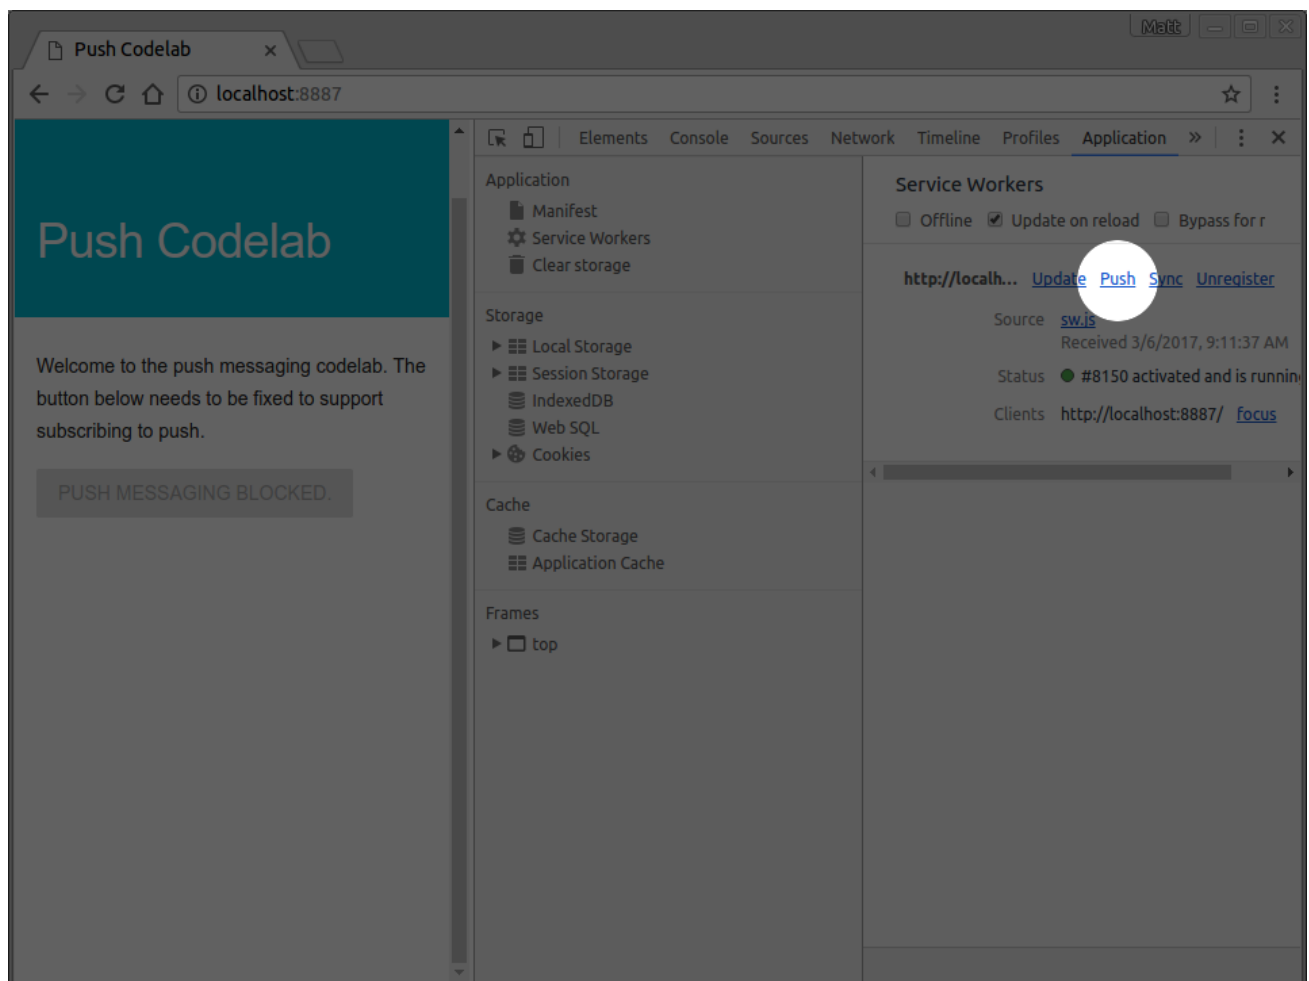 Matt
Push Codelab
localhost:8887
Elements Console Sources Network Timeline Profiles Application
Push Codelab
Welcome to the push messaging codelab. The
button below needs to be fixed to support
subscribing to push.
PUSH MESSAGING BLOCKED.
Application
Manifest
Service Workers
Clear storage
Storage
Local Storage
Session Storage
IndexedDB
Web SQL
Cookies
Cache
Cache Storage
Application Cache
Frames
top
Service Workers
Offline Update on reload Bypass for r
http://localh... Update Push Sync Unregister
Source sw.js
Received 3/6/2017, 9:11:37 AM
Status #8150 activated and is runnin
Clients http://localhost:8887/ focus